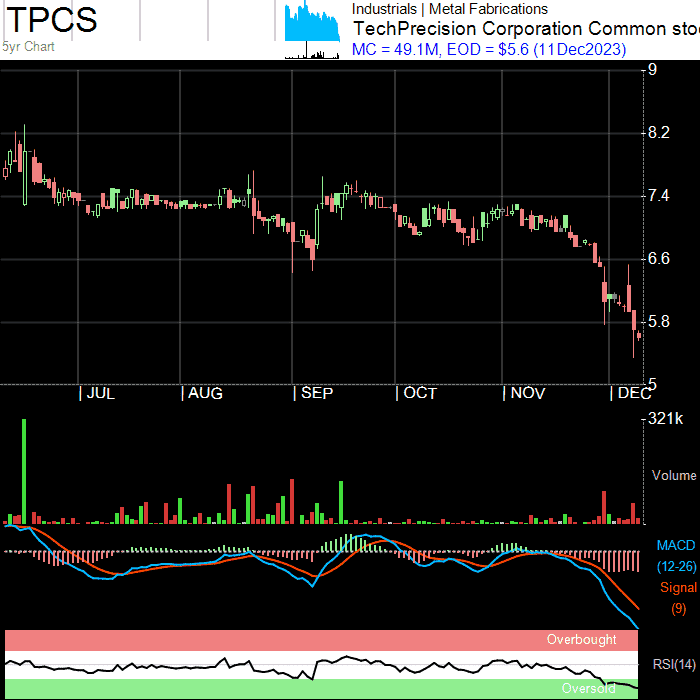 TPCS
5yr Chart
Industrials | Metal Fabrications
TechPrecision Corporation Common sto
MC = 49.1M, EOD = $5.6 (11Dec2023)
9
8.2
7.4
6.6
5.8
5
JUL AUG SEP OCT NOV DEC
321k
Volume
MACD
(12-26)
Signal
(9)
Overbought
RSI(14)
Oversold